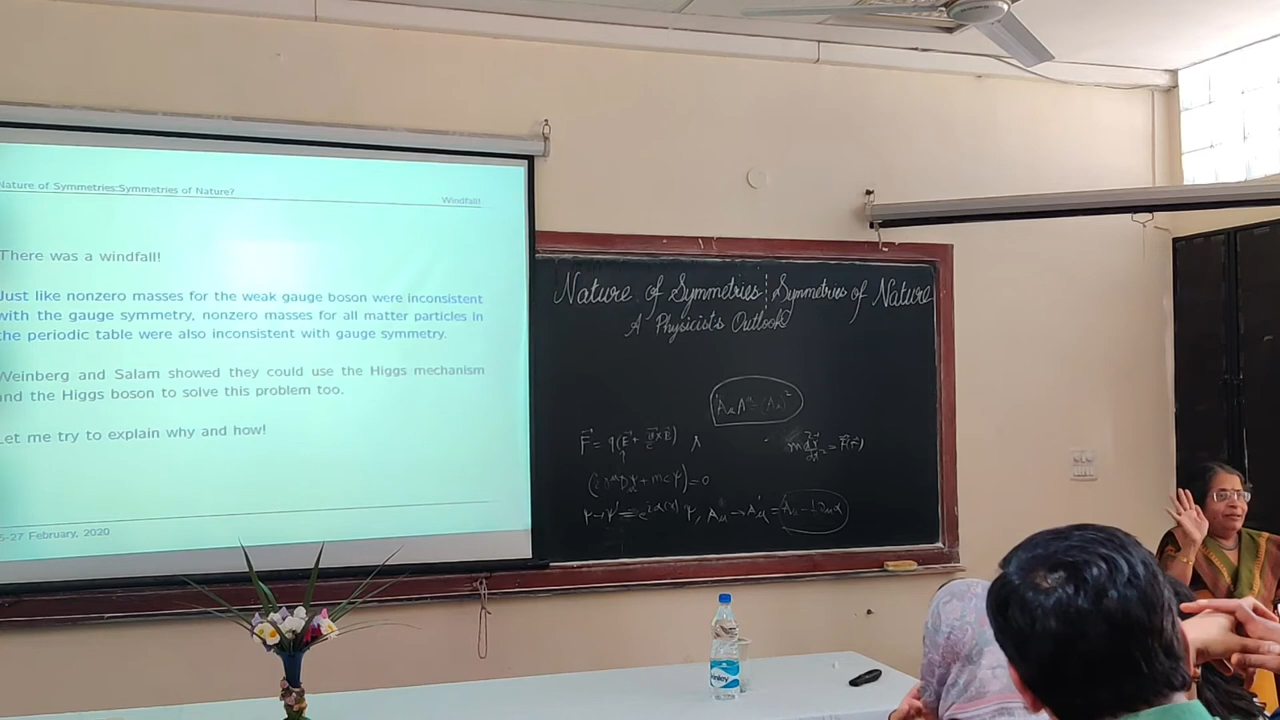 Nature of Symmetries:Symmetries of Nature?
Windfall!
There was a windfall!
Just like nonzero masses for the weak gauge boson were inconsistent
with the gauge symmetry, nonzero masses for all matter particles in
the periodic table were also inconsistent with gauge symmetry.
Weinberg and Salam showed they could use the Higgs mechanism
and the Higgs boson to solve this problem too.
Let me try to explain why and how!
5-27 February, 2020
Nature of Symmetries: Symmetries of Nature
A Physicist's Outlook